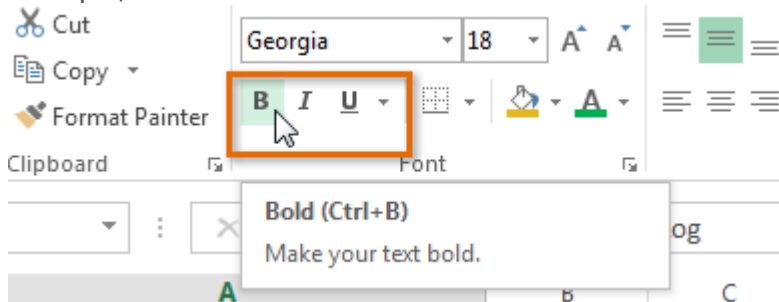 Cut
Georgia 18 A A
Copy
B I U A
Format Painter
Clipboard Font
Bold (Ctrl+B)
Make your text bold.
og
A B C